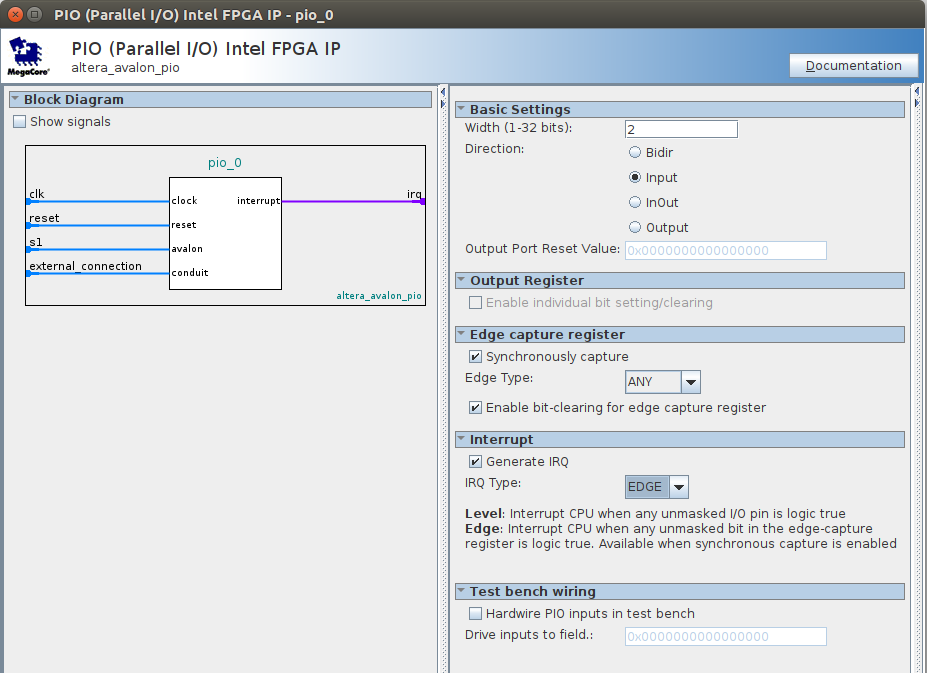 PIO (Parallel I/O) Intel FPGA IP - pio_0
PIO (Parallel I/O) Intel FPGA IP
altera_avalon_pio
MegaCore®
Documentation
Block Diagram
Show signals
pio_0
clk
clock
interrupt
irq
reset
reset
s1
avalon
external_connection
conduit
altera_avalon_pio
Basic Settings
Width (1-32 bits):
2
Direction:
Bidir
Input
InOut
Output
Output Port Reset Value:
0x0000000000000000
Output Register
Enable individual bit setting/clearing
Edge capture register
Synchronously capture
Edge Type:
ANY
Enable bit-clearing for edge capture register
Interrupt
Generate IRQ
IRQ Type:
EDGE
Level: Interrupt CPU when any unmasked I/O pin is logic true
Edge: Interrupt CPU when any unmasked bit in the edge-capture
register is logic true. Available when synchronous capture is enabled
Test bench wiring
Hardwire PIO inputs in test bench
Drive inputs to field.:
0x0000000000000000